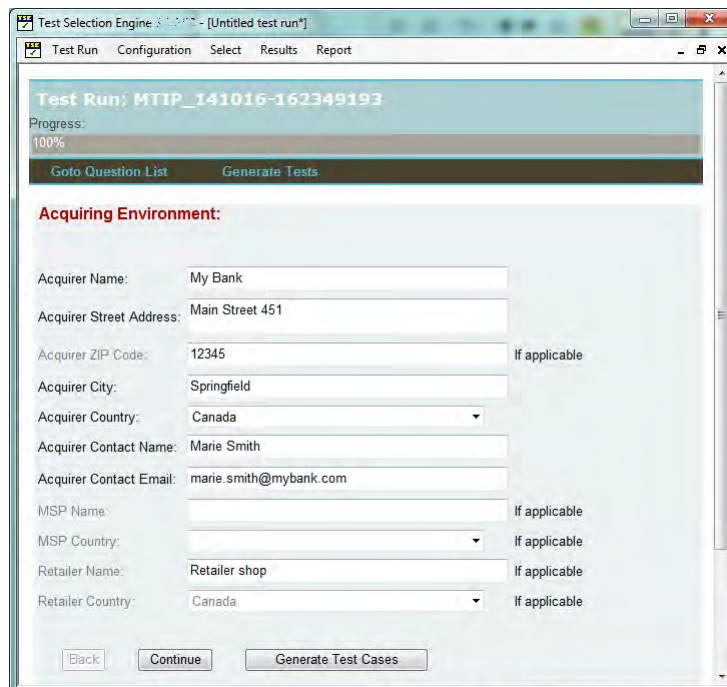 Test Selection Engine - [Untitled test run*]
Test Run Configuration Select Results Report
Test Run: MTIP_141016-162349193
Progress:
100%
Goto Question List Generate Tests
Acquiring Environment:
Acquirer Name: My Bank
Acquirer Street Address: Main Street 451
Acquirer ZIP Code: 12345 If applicable
Acquirer City: Springfield
Acquirer Country: Canada
Acquirer Contact Name: Marie Smith
Acquirer Contact Email: marie.smith@mybank.com
MSP Name: If applicable
MSP Country: If applicable
Retailer Name: Retailer shop If applicable
Retailer Country: Canada If applicable
Back Continue Generate Test Cases